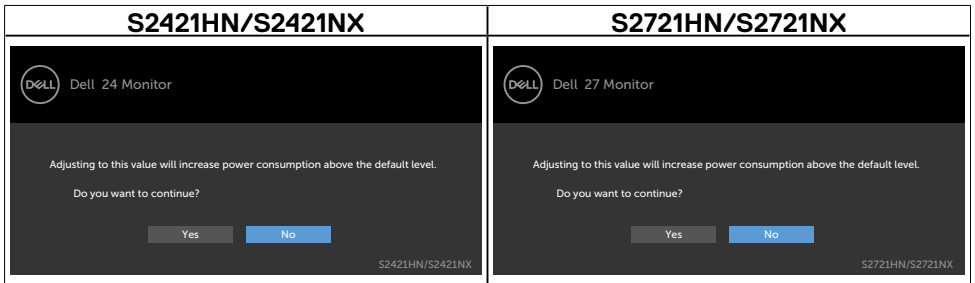 S2421HN/S2421NX
S2721HN/S2721NX
DELL Dell 24 Monitor
Adjusting to this value will increase power consumption above the default level.
Do you want to continue?
Yes No
S2421HN/S2421NX
DELL Dell 27 Monitor
Adjusting to this value will increase power consumption above the default level.
Do you want to continue?
Yes No
S2721HN/S2721NX